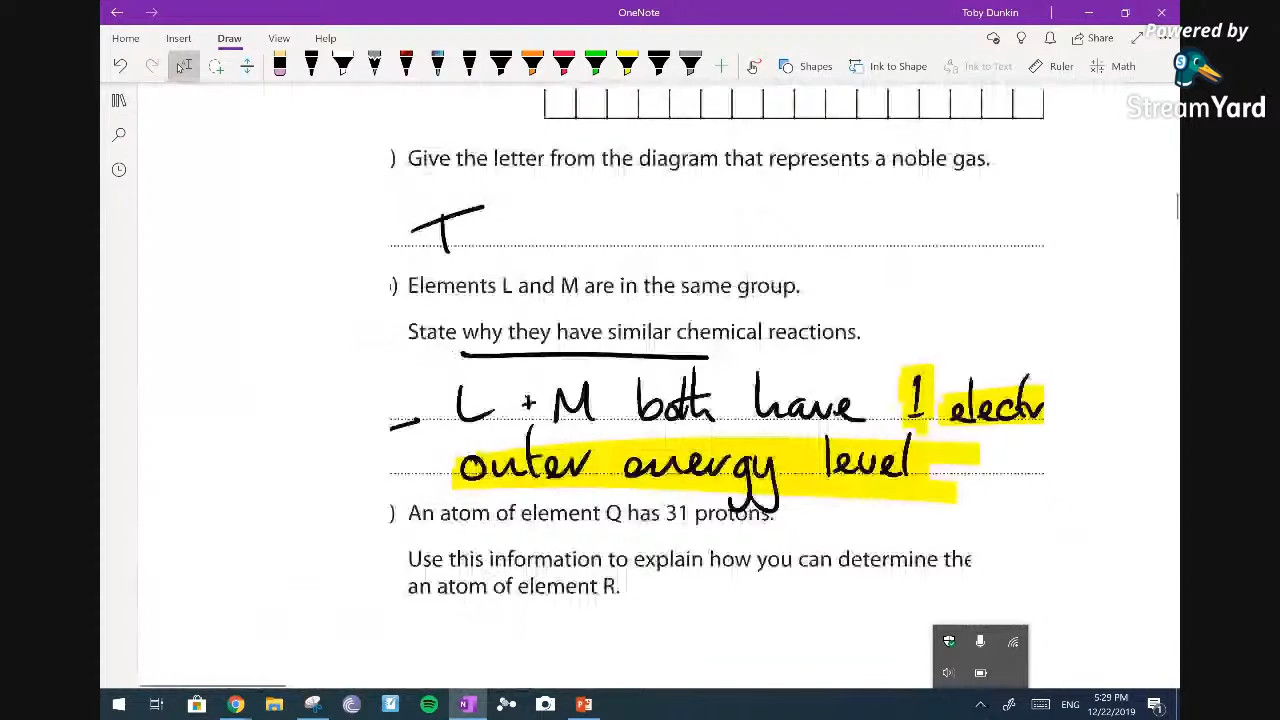 OneNote
Toby Dunkin
Powered by
StreamYard
Home Insert Draw View Help
Share
Shapes Ink to Shape Ink to Text Ruler Math
) Give the letter from the diagram that represents a noble gas.
T
) Elements L and M are in the same group.
State why they have similar chemical reactions.
L + M both have 1 electr
outer energy level
) An atom of element Q has 31 protons.
Use this information to explain how you can determine the
an atom of element R.
ENG
5:29 PM
12/22/2019